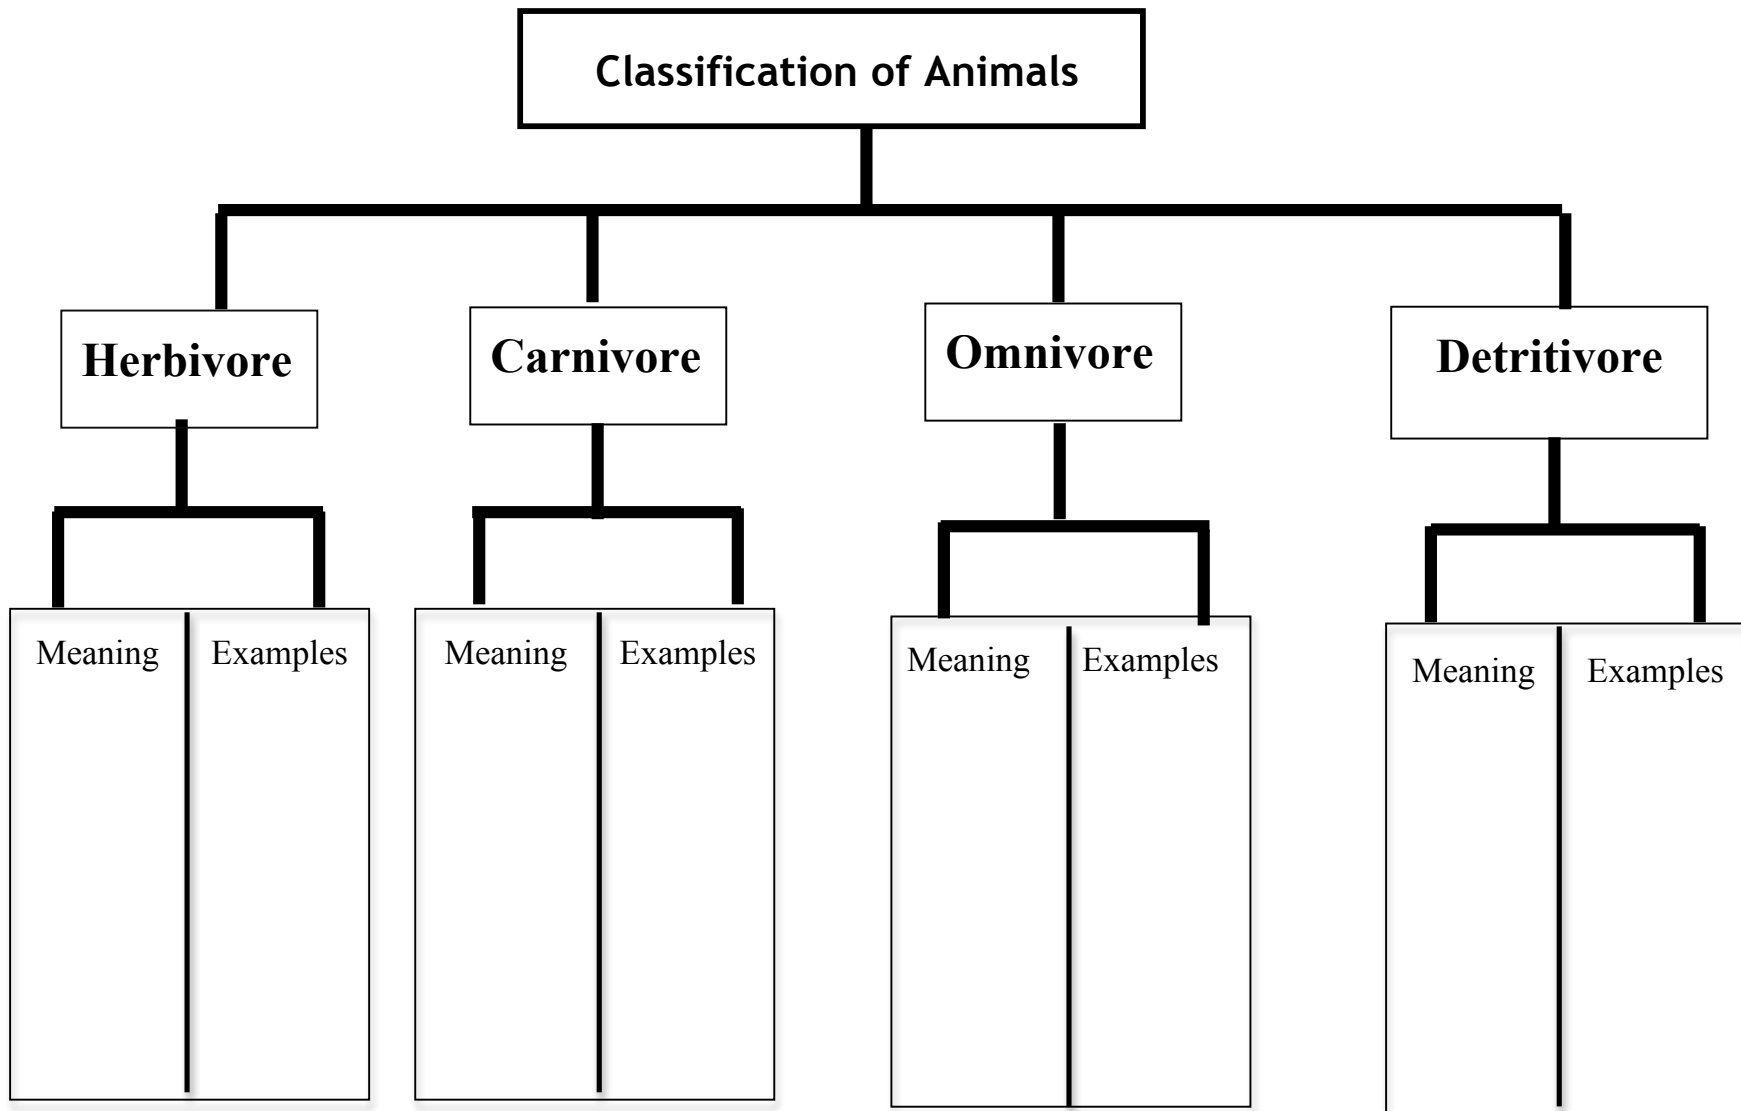 Classification of Animals
Herbivore
Carnivore
Omnivore
Detritivore
Meaning
Examples
Meaning
Examples
Meaning
Examples
Meaning
Examples